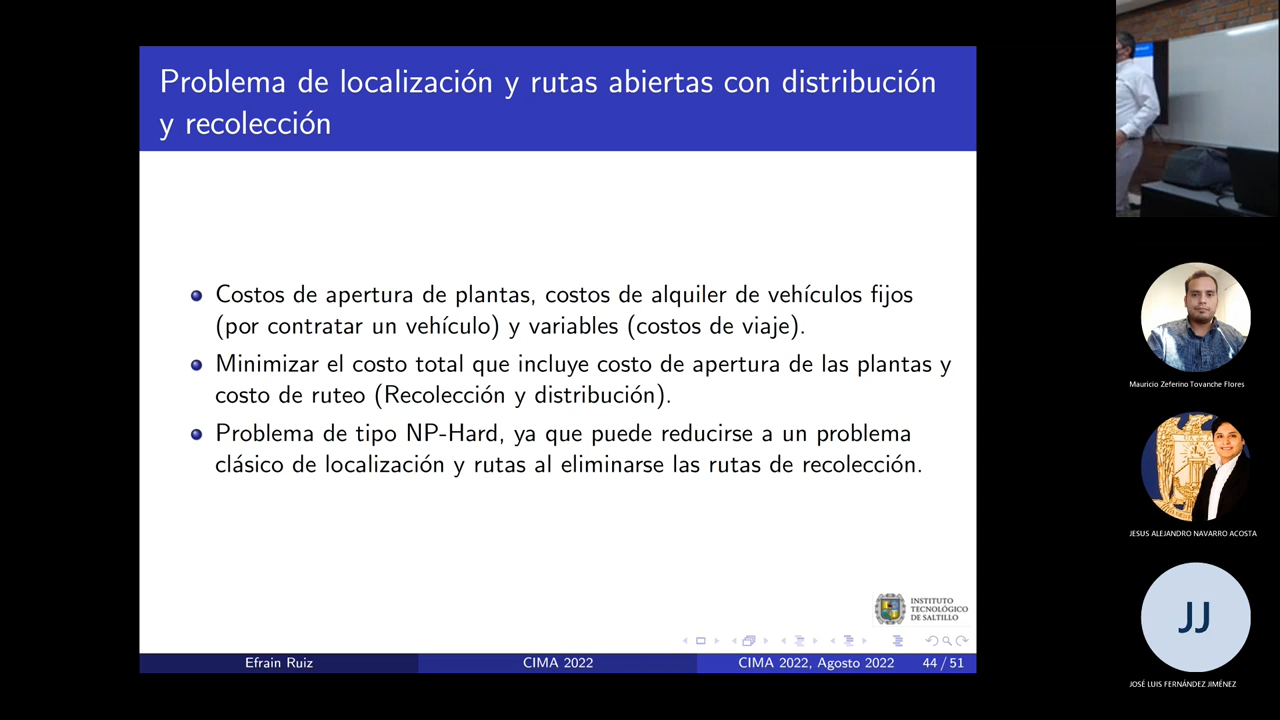 Problema de localización y rutas abiertas con distribución
y recolección
Costos de apertura de plantas, costos de alquiler de vehículos fijos
(por contratar un vehículo) y variables (costos de viaje).
Minimizar el costo total que incluye costo de apertura de las plantas y
costo de ruteo (Recolección y distribución).
Problema de tipo NP-Hard, ya que puede reducirse a un problema
clásico de localización y rutas al eliminarse las rutas de recolección.
INSTITUTO
TECNOLÓGICO
DE SALTILLO
Efrain Ruiz
CIMA 2022
CIMA 2022, Agosto 2022
44 / 51
Mauricio Zeferino Tovanche Flores
JESUS ALEJANDRO NAVARRO ACOSTA
JJ
JOSÉ LUIS FERNÁNDEZ JIMÉNEZ